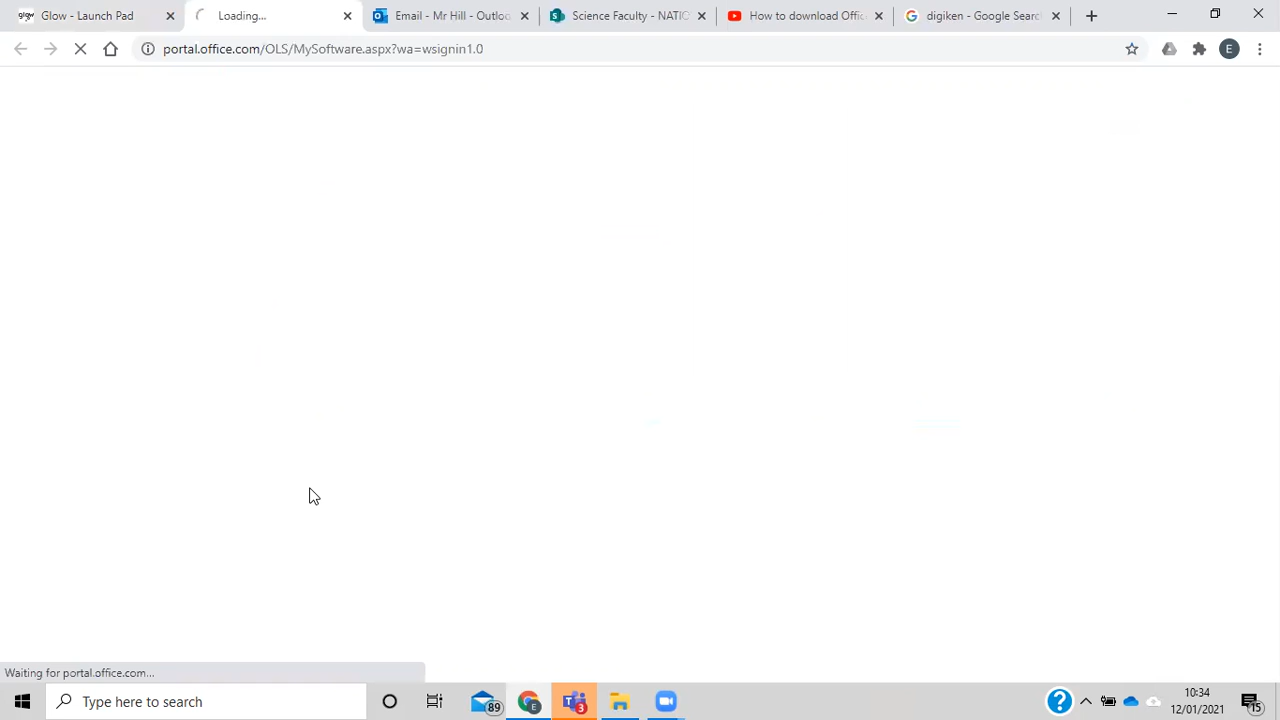 glow Glow - Launch Pad
Loading...
Email - Mr Hill - Outloo
Science Faculty - NATIO
How to download Offic
digiken - Google Searc
portal.office.com/OLS/MySoftware.aspx?wa=wsignin1.0
E
Waiting for portal.office.com...
Type here to search
89
E
3
?
10:34
12/01/2021
15